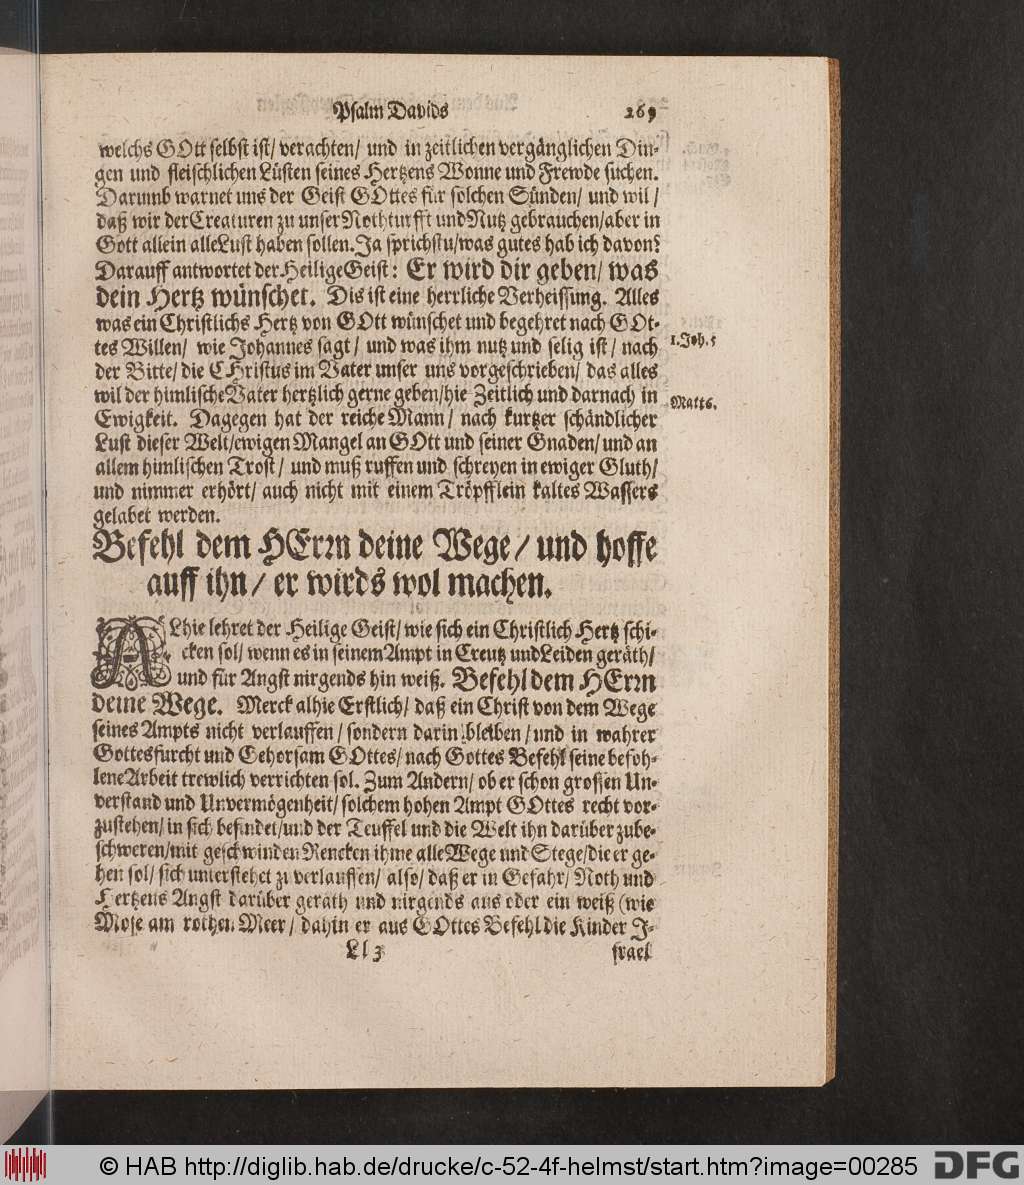 Psalm Davids 269
welchs GOtt selbst ist/ verachten/ und in zeitlichen vergänglichen Din-
gen und fleischlichen Lüsten seines Hertzens Wonne und Frewde suchen.
Darumb warnet uns der Geist GOttes für solchen Sünden/ und wil/
daß wir der Creaturen zu unser Nothturfft und Nutz gebrauchen/ aber in
Gott allein alle Lust haben sollen. Ja sprichstu/ was gutes hab ich davon?
Darauff antwortet der Heilige Geist: Er wird dir geben/ was
dein Hertz wünschet. Dis ist eine herrliche Verheissung. Alles
was ein Christlichs Hertz von GOtt wünschet und begehret nach GOt-
tes Willen/ wie Johannes sagt/ und was ihm nutz und selig ist/ nach
1. Joh. 5
der Bitte/ die CHristus im Vater unser uns vorgeschrieben/ das alles
wil der himlische Vater hertzlich gerne geben/ hie Zeitlich und darnach in
Matt 6.
Ewigkeit. Dagegen hat der reiche Mann/ nach kurtzer schändlicher
Lust dieser Welt/ ewigen Mangel an GOtt und seiner Gnaden/ und an
allem himlischen Trost/ und muß ruffen und schreyen in ewiger Gluth/
und nimmer erhört/ auch nicht mit einem Tröpfflein kaltes Wassers
gelabet werden.
Befehl dem HErrn deine Wege/ und hoffe
auff ihn/ er wirds wol machen.
ALhie lehret der Heilige Geist/ wie sich ein Christlich Hertz schi-
cken sol/ wenn es in seinem Ampt in Creutz und Leiden geräth/
und für Angst nirgends hin weiß. Befehl dem HErrn
deine Wege. Merck alhie Erstlich/ daß ein Christ von dem Wege
seines Ampts nicht verlauffen/ sondern darin bleiben/ und in wahrer
Gottesfurcht und Gehorsam GOttes/ nach Gottes Befehl seine befoh-
lene Arbeit trewlich verrichten sol. Zum Andern/ ob er schon grossen Un-
verstand und Unvermögenheit/ solchem hohen Ampt GOttes recht vor-
zustehen/ in sich befindet/ und der Teuffel und die Welt ihn darüber zube-
schweren/ mit geschwinden Rencken ihme alle Wege und Stege/ die er ge-
hen sol/ sich unterstehet zu verlauffen/ also/ daß er in Gefahr/ Noth und
Hertzens Angst darüber geräth und nirgends aus oder ein weiß (wie
Mose am rothen Meer/ dahin er aus GOttes Befehl die Kinder J-
Ll 3 srael
© HAB http://diglib.hab.de/drucke/c-52-4f-helmst/start.htm?image=00285 DFG